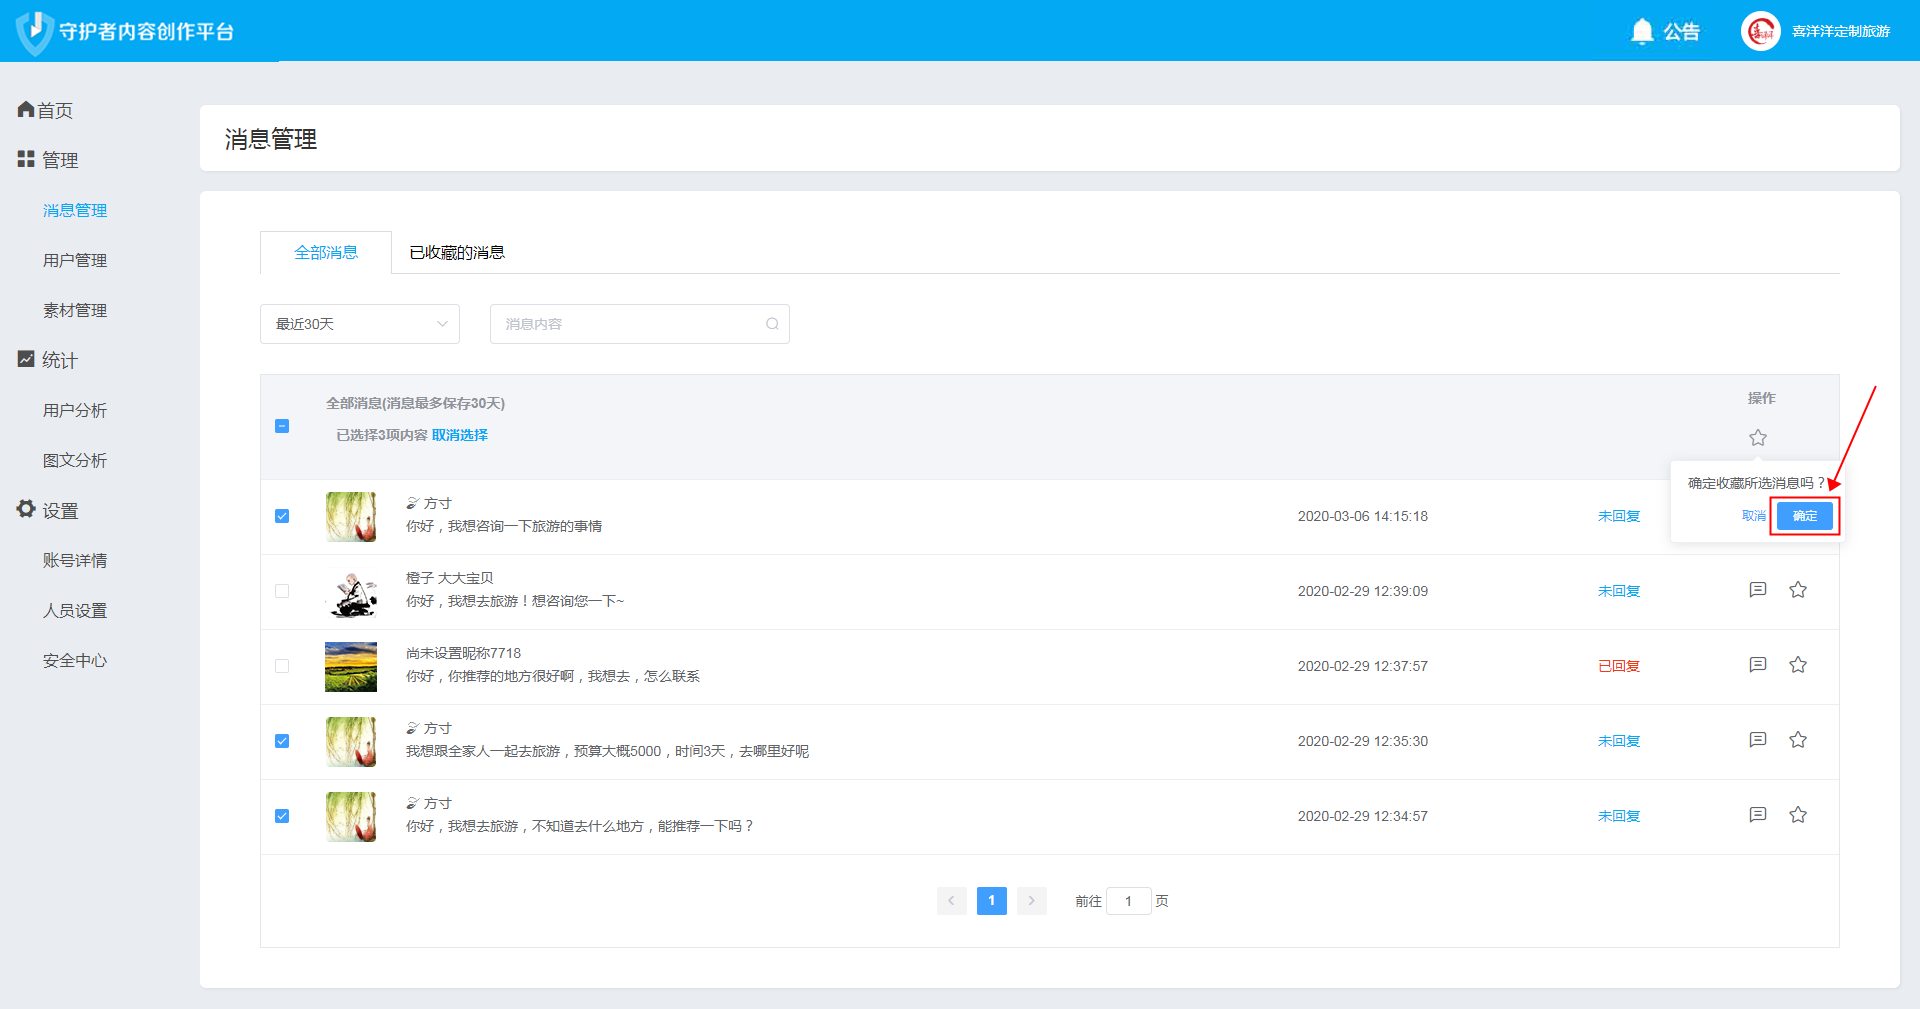 守护者内容创作平台
公告
喜洋洋定制旅游
首页
管理
消息管理
用户管理
素材管理
统计
用户分析
图文分析
设置
账号详情
人员设置
安全中心
消息管理
全部消息 已收藏的消息
最近30天 消息内容
全部消息(消息最多保存30天) 操作
已选择3项内容 取消选择
确定收藏所选消息吗？
取消 确定
方寸
你好，我想咨询一下旅游的事情
2020-03-06 14:15:18 未回复
橙子 大大宝贝
你好，我想去旅游！想咨询您一下~
2020-02-29 12:39:09 未回复
尚未设置昵称7718
你好，你推荐的地方很好啊，我想去，怎么联系
2020-02-29 12:37:57 已回复
方寸
我想跟全家人一起去旅游，预算大概5000，时间3天，去哪里好呢
2020-02-29 12:35:30 未回复
方寸
你好，我想去旅游，不知道去什么地方，能推荐一下吗？
2020-02-29 12:34:57 未回复
1 前往 1 页